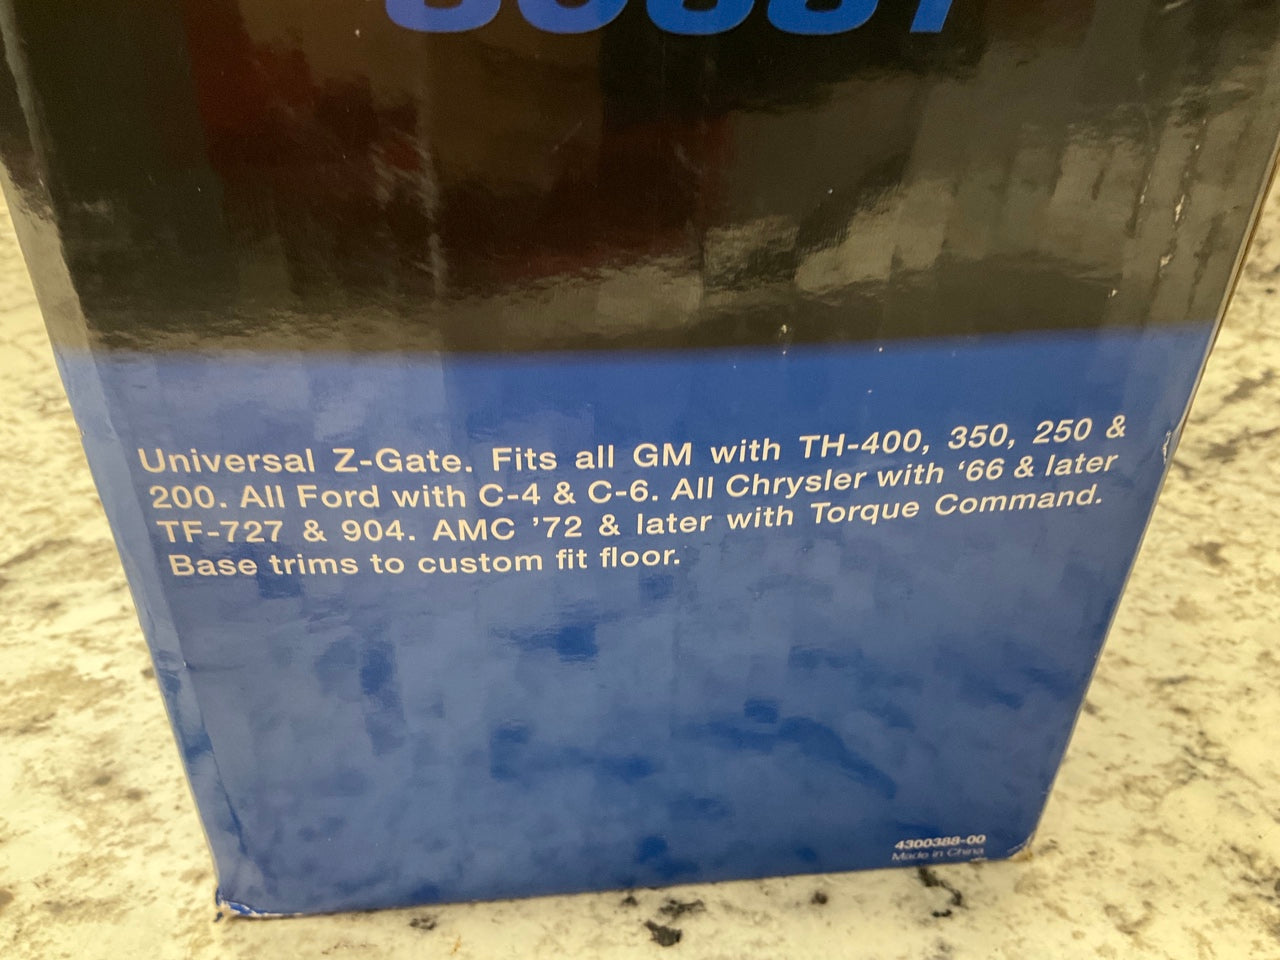 Universal Z-Gate. Fits all GM with TH-400, 350, 250 &
200. All Ford with C-4 & C-6. All Chrysler with ‘66 & later
TF-727 & 904. AMC ’72 & later with Torque Command.
Base trims to custom fit floor.
4300388-00
Made in China